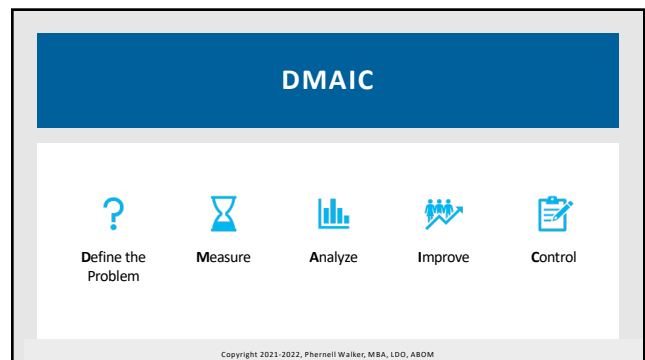 DMAIC
Define the
Problem
Measure
Analyze
Improve
Control
Copyright 2021-2022, Phernell Walker, MBA, LDO, ABOM